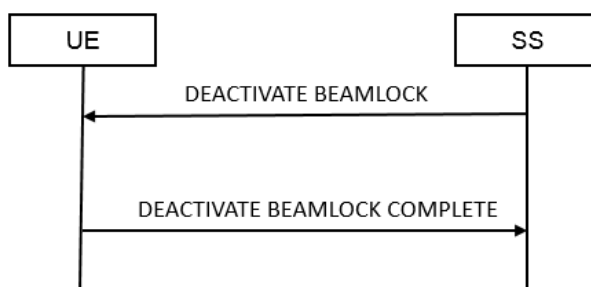 UE
SS
DEACTIVATE BEAMLOCK
DEACTIVATE BEAMLOCK COMPLETE